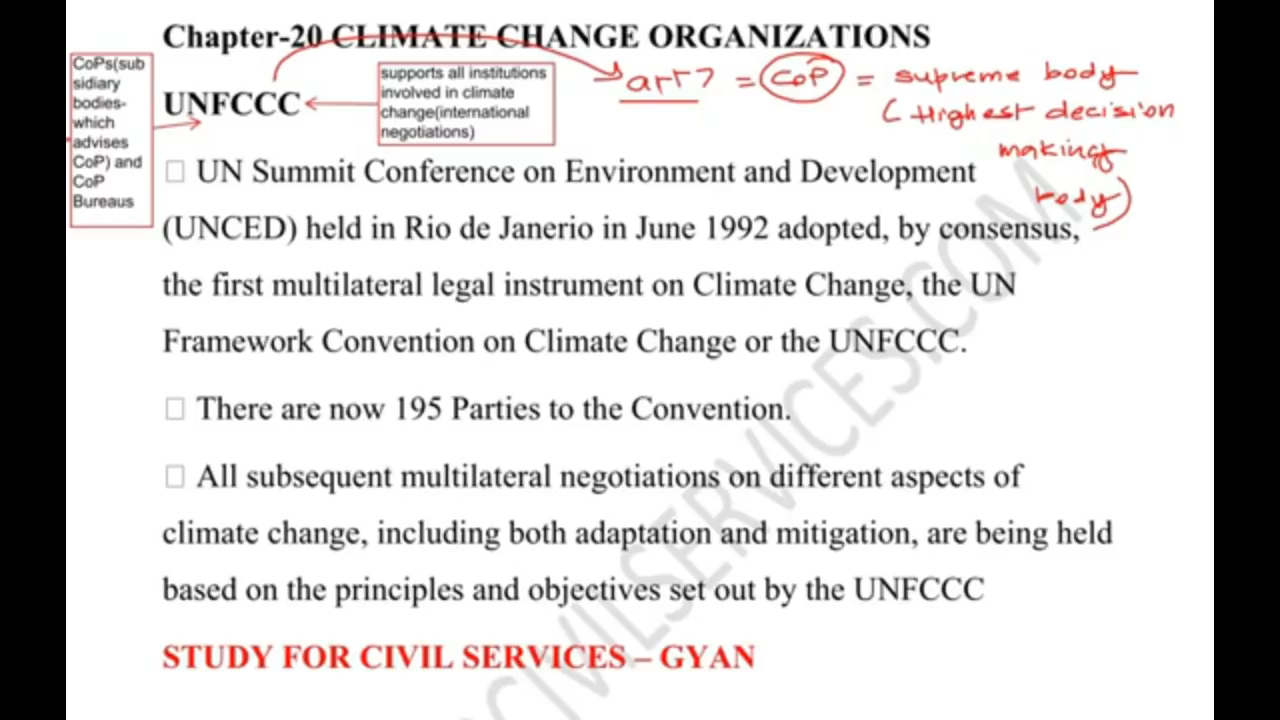 Chapter-20 CLIMATE CHANGE ORGANIZATIONS
CoPs(sub
sidiary
bodies-
which
advises
CoP) and
CoP
Bureaus
UNFCCC
supports all institutions
involved in climate
change(international
negotiations)
art 7 = CoP = supreme body
(Highest decision
making
body)
UN Summit Conference on Environment and Development
(UNCED) held in Rio de Janerio in June 1992 adopted, by consensus,
the first multilateral legal instrument on Climate Change, the UN
Framework Convention on Climate Change or the UNFCCC.
There are now 195 Parties to the Convention.
All subsequent multilateral negotiations on different aspects of
climate change, including both adaptation and mitigation, are being held
based on the principles and objectives set out by the UNFCCC
STUDY FOR CIVIL SERVICES – GYAN
CIVILSERVICES.COM